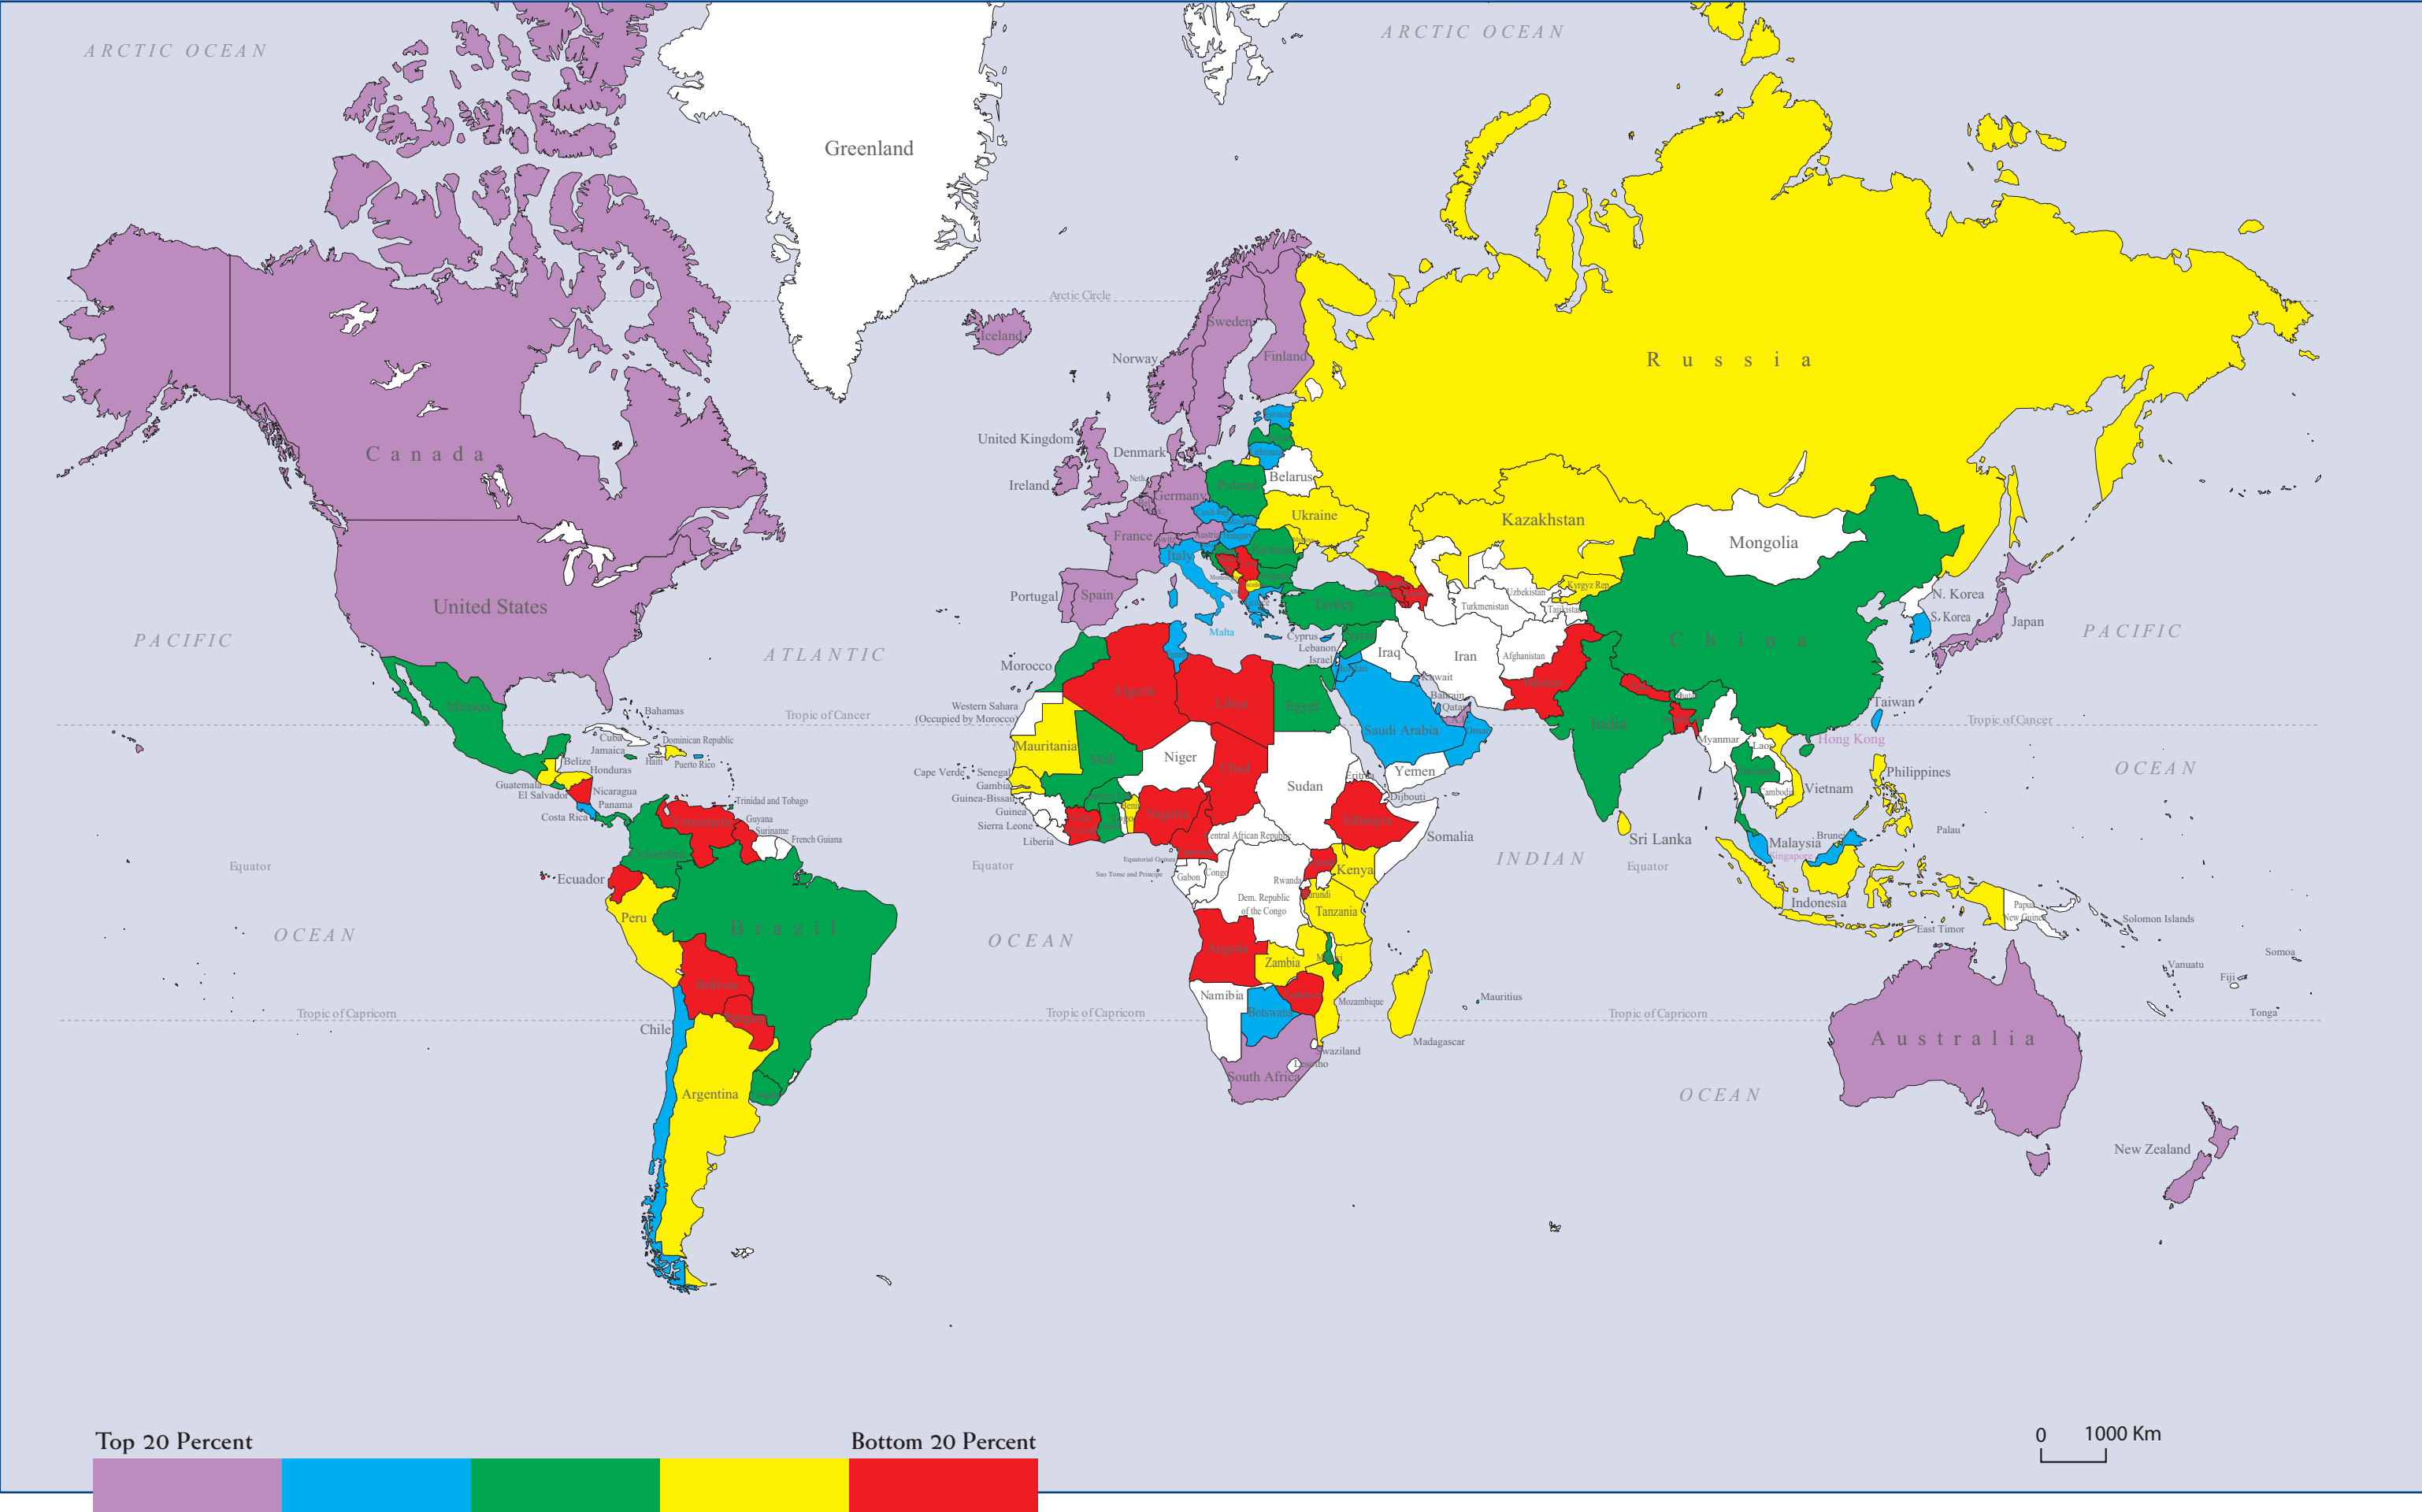 ARCTIC OCEAN
ARCTIC OCEAN
Greenland
Arctic Circle
Iceland
Sweden
Norway
Finland
Russia
Canada
United Kingdom
Denmark
Estonia
Lithuania
Ireland
Neth.
Germany
Poland
Belarus
Ukraine
Kazakhstan
Mongolia
France
Austria
Hungary
Italy
United States
Portugal
Spain
Turkey
Kyrgyz Rep.
Uzbekistan
Turkmenistan
Tajikistan
N. Korea
S. Korea
Japan
China
PACIFIC
PACIFIC
ATLANTIC
Malta
Cyprus
Syria
Lebanon
Israel
Iraq
Iran
Afghanistan
Morocco
Algeria
Libya
Egypt
Kuwait
Bahrain
Qatar
Saudi Arabia
Oman
India
Taiwan
Western Sahara
(Occupied by Morocco)
Tropic of Cancer
Tropic of Cancer
Mexico
Bahamas
Cuba
Dominican Republic
Jamaica
Haiti
Puerto Rico
Belize
Honduras
Guatemala
El Salvador
Nicaragua
Panama
Costa Rica
Trinidad and Tobago
Guyana
Suriname
French Guiana
Venezuela
Colombia
Mauritania
Mali
Niger
Chad
Sudan
Eritrea
Yemen
Djibouti
Cape Verde
Senegal
Gambia
Guinea-Bissau
Guinea
Sierra Leone
Liberia
Togo
Benin
Nigeria
Ethiopia
Somalia
Central African Republic
Hong Kong
Myanmar
Laos
Cambodia
Vietnam
Philippines
OCEAN
Sri Lanka
Malaysia
Brunei
Singapore
Palau
INDIAN
Equator
Equator
Equator
Equatorial Guinea
Sao Tome and Principe
Gabon
Congo
Dem. Republic
of the Congo
Rwanda
Burundi
Kenya
Tanzania
Ecuador
Peru
Brazil
Indonesia
Papua
New Guinea
East Timor
Solomon Islands
OCEAN
OCEAN
Angola
Zambia
Malawi
Somoa
Vanuatu
Fiji
Bolivia
Namibia
Botswana
Mozambique
Mauritius
Madagascar
Tropic of Capricorn
Tropic of Capricorn
Tropic of Capricorn
Tonga
Chile
Swaziland
Lesotho
South Africa
Australia
Argentina
OCEAN
New Zealand
Top 20 Percent
Bottom 20 Percent
0 1000 Km